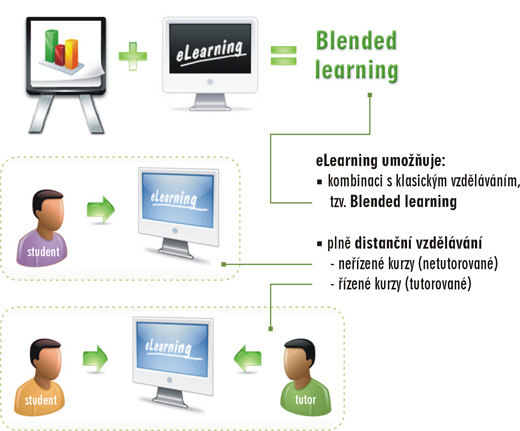 eLearning
Blended
learning
eLearning umožňuje:
▪ kombinaci s klasickým vzděláváním,
tzv. Blended learning
eLearning
student
▪ plně distanční vzdělávání
- neřízené kurzy (netutorované)
- řízené kurzy (tutorované)
eLearning
student
tutor